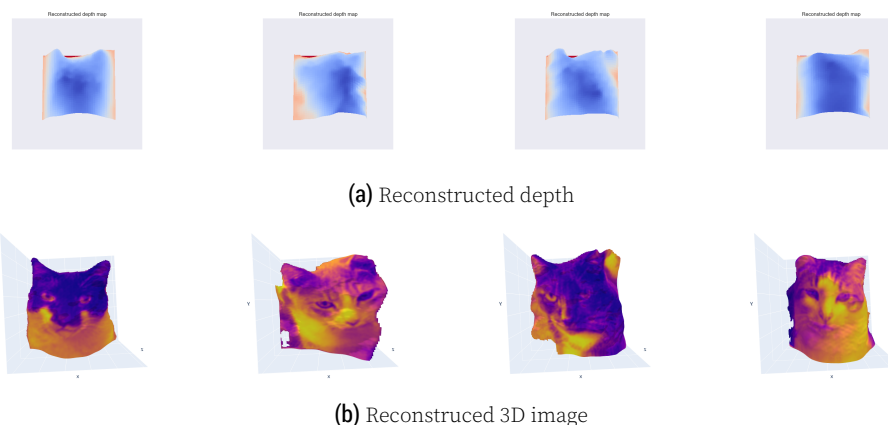 Reconstructed depth map
Reconstructed depth map
Reconstructed depth map
Reconstructed depth map
(a) Reconstructed depth
Y
Y
Y
X
X
X
X
(b) Reconstruced 3D image